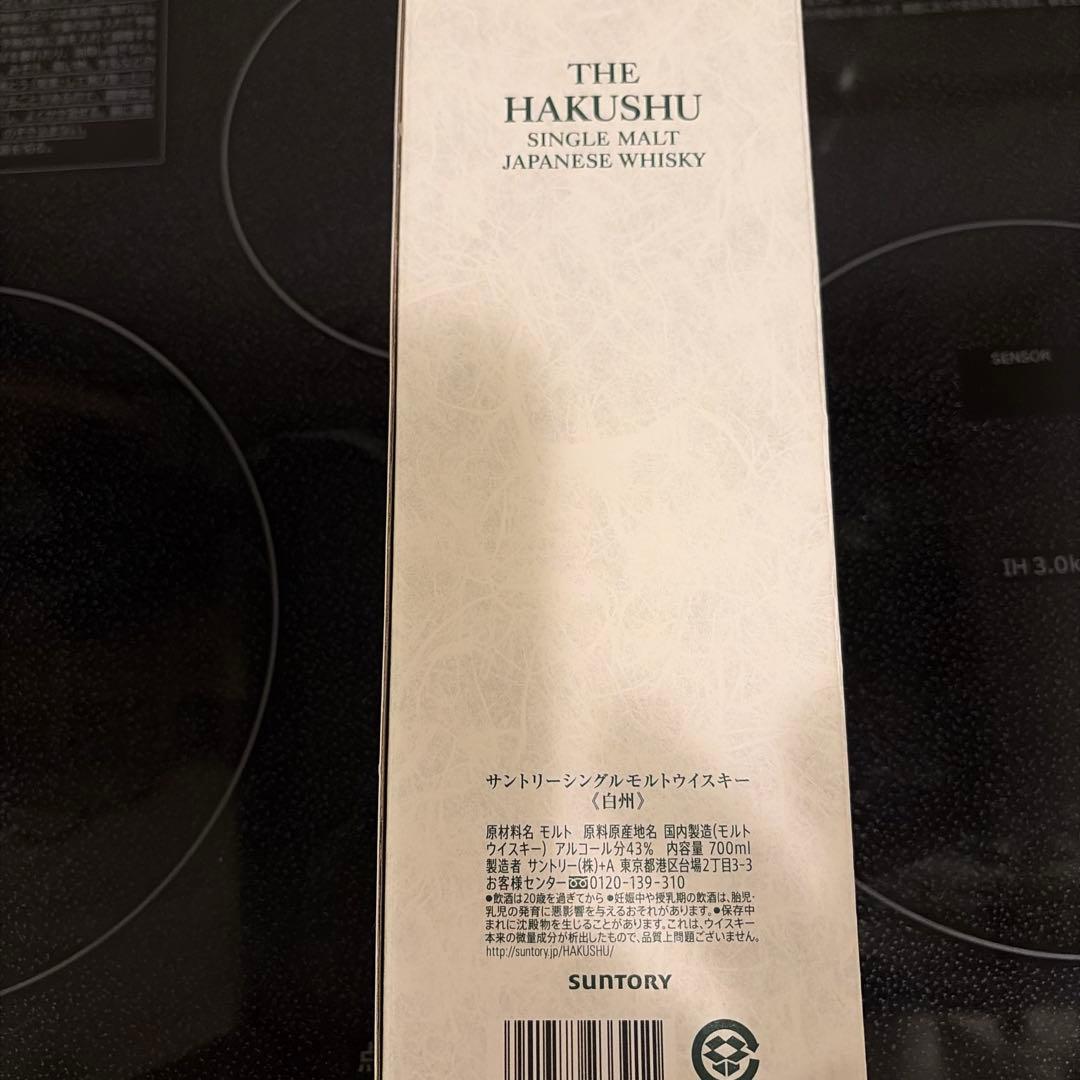 THE
HAKUSHU
SINGLE MALT
JAPANESE WHISKY
SENSOR
IH 3.0k
サントリーシングルモルトウイスキー
《白州》
原材料名 モルト 原料原産地名 国内製造(モルト
ウイスキー) アルコール分43% 内容量 700ml
製造者 サントリー(株)+A 東京都港区台場2丁目3-3
お客様センター 0120-139-310
●飲酒は20歳を過ぎてから ●妊娠中や授乳期の飲酒は、胎児・
乳児の発育に悪影響を与えるおそれがあります。●保存中
まれに沈殿物を生じることがあります。これは、ウイスキー
本来の微量成分が析出したもので、品質上問題ございません。
http://suntory.jp/HAKUSHU/
SUNTORY